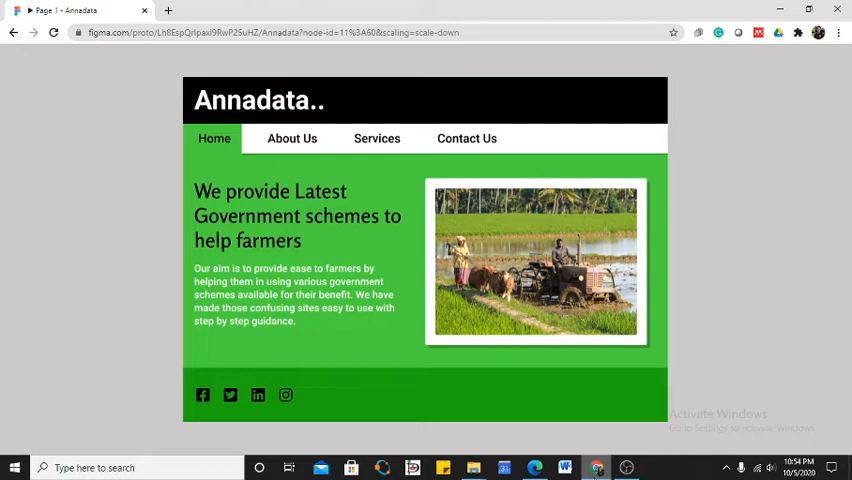 Page 1 - Annadata
figma.com/proto/Lh8EspQrlpaxI9RwP2SuHZ/Annadata?node-id=11%3A60&scaling=scale-down
Annadata..
Home About Us Services Contact Us
We provide Latest
Government schemes to
help farmers
Our aim is to provide ease to farmers by
helping them in using various government
schemes available for their benefit. We have
made those confusing sites easy to use with
step by step guidance.
Activate Windows
Go to Settings to activate Windows.
Type here to search
10:54 PM
10/5/2020